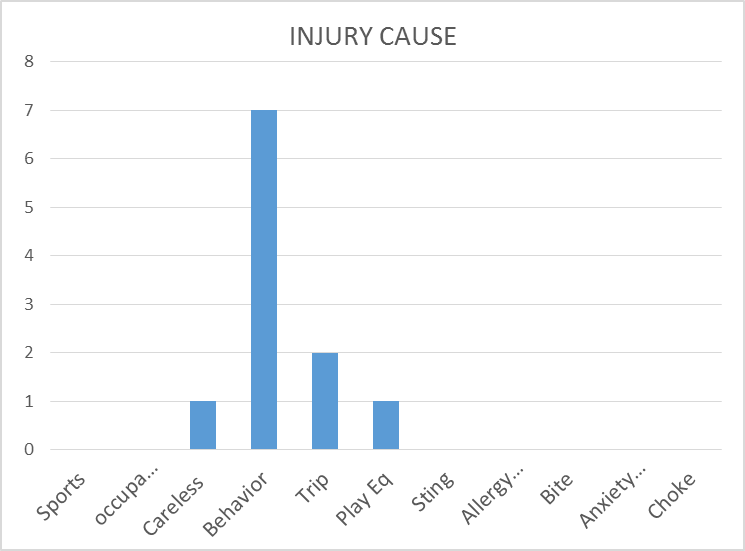 INJURY CAUSE
8
7
6
5
4
3
2
1
0
Sports
occupa...
Careless
Behavior
Trip
Play Eq
Sting
Allergy...
Bite
Anxiety...
Choke